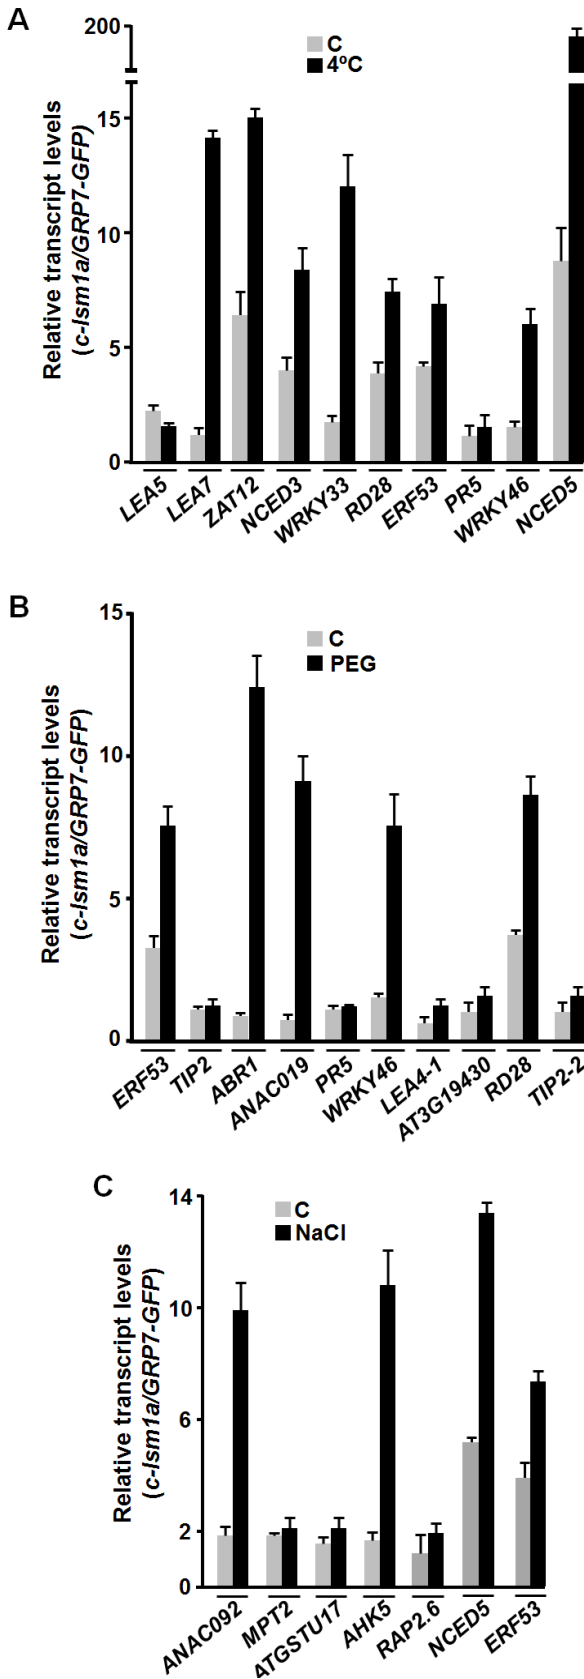 A
200
C
4ºC
15
10
5
0
Relative transcript levels
(c-lsm1a/GRP7-GFP)
LEA5
LEA7
ZAT12
NCED3
WRKY33
RD28
ERF53
PR5
WRKY46
NCED5
B
15
C
PEG
10
5
0
Relative transcript levels
(c-lsm1a/GRP7-GFP)
ERF53
TIP2
ABR1
ANAC019
PR5
WRKY46
LEA4-1
AT3G19430
RD28
TIP2-2
C
14
C
NaCl
10
6
2
0
Relative transcript levels
(c-lsm1a/GRP7-GFP)
ANAC092
MPT2
ATGSTU17
AHK5
RAP2.6
NCED5
ERF53